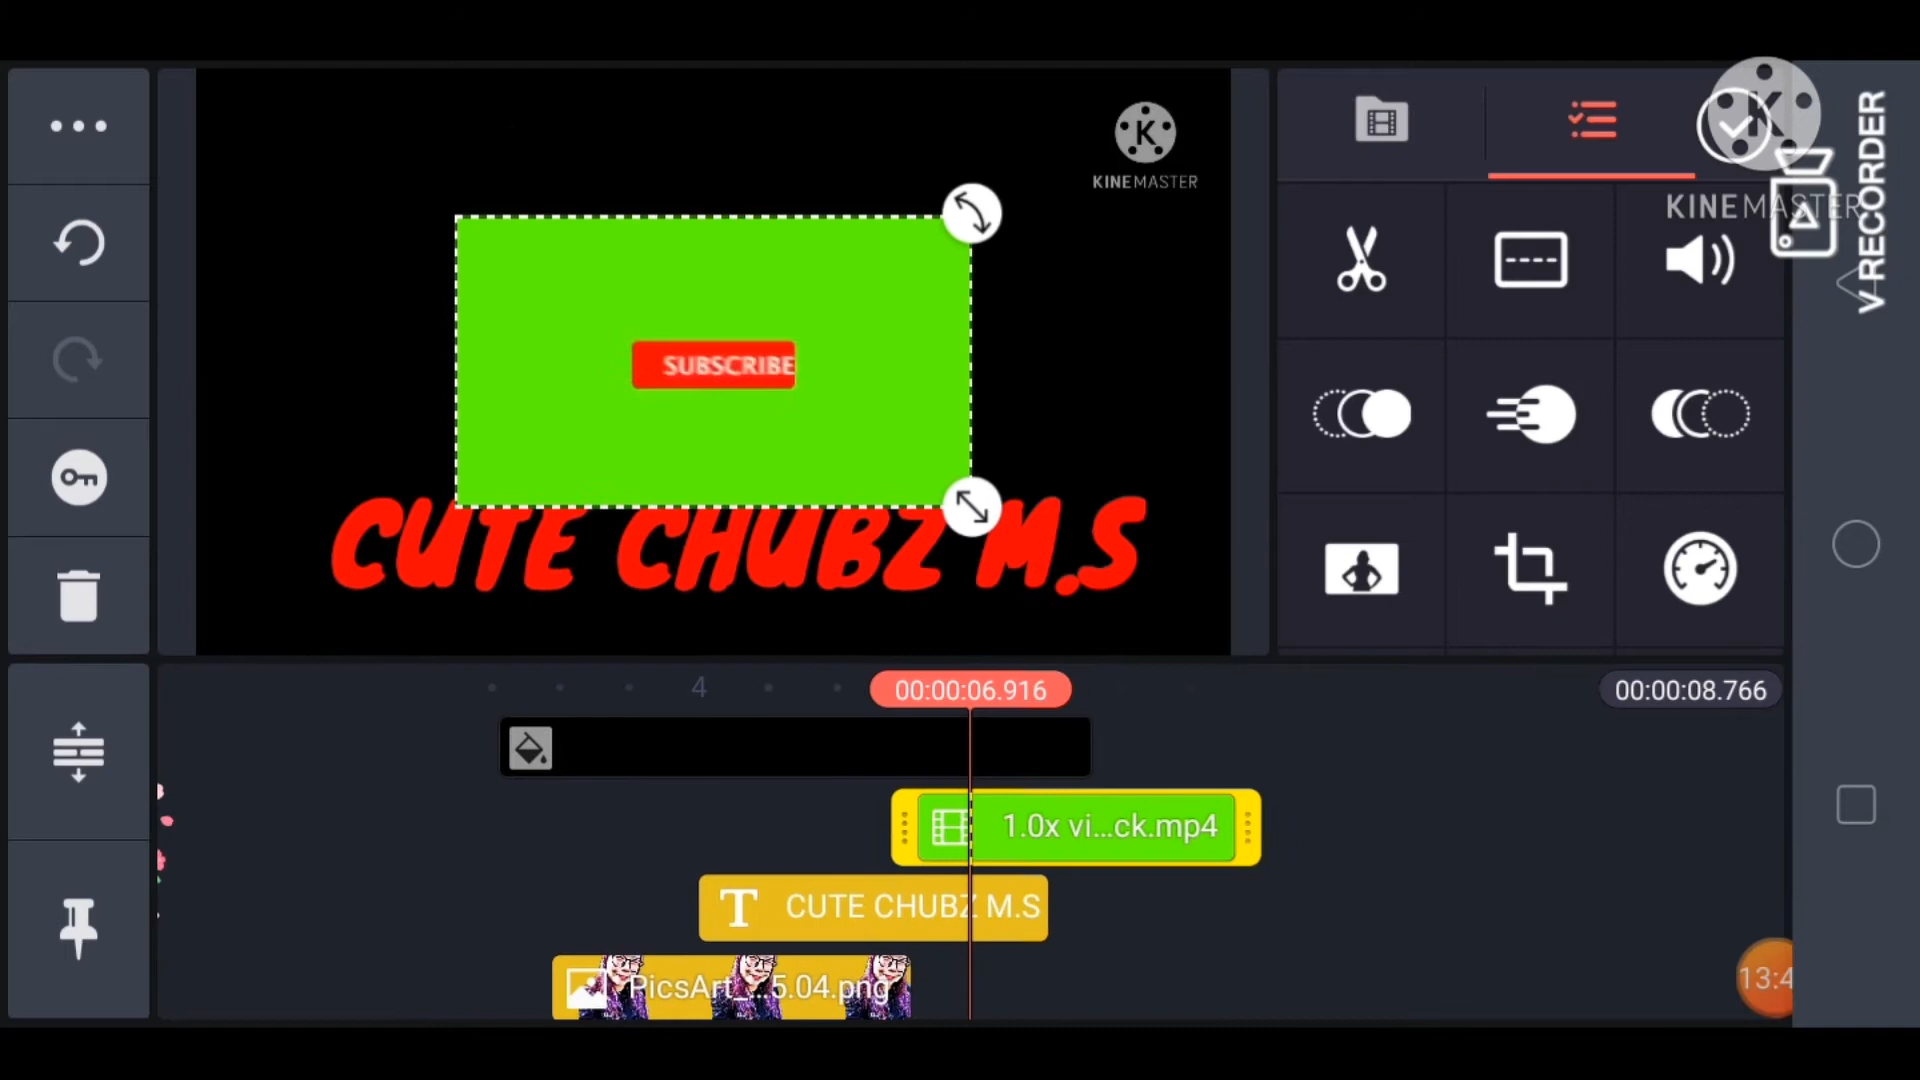 K
KINEMASTER
K
KINEMASTER
V RECORDER
SUBSCRIBE
CUTE CHUBZ M.S
4
00:00:06.916
00:00:08.766
1.0x vi...ck.mp4
T CUTE CHUBZ M.S
PicsArt_...5.04.png
13:4